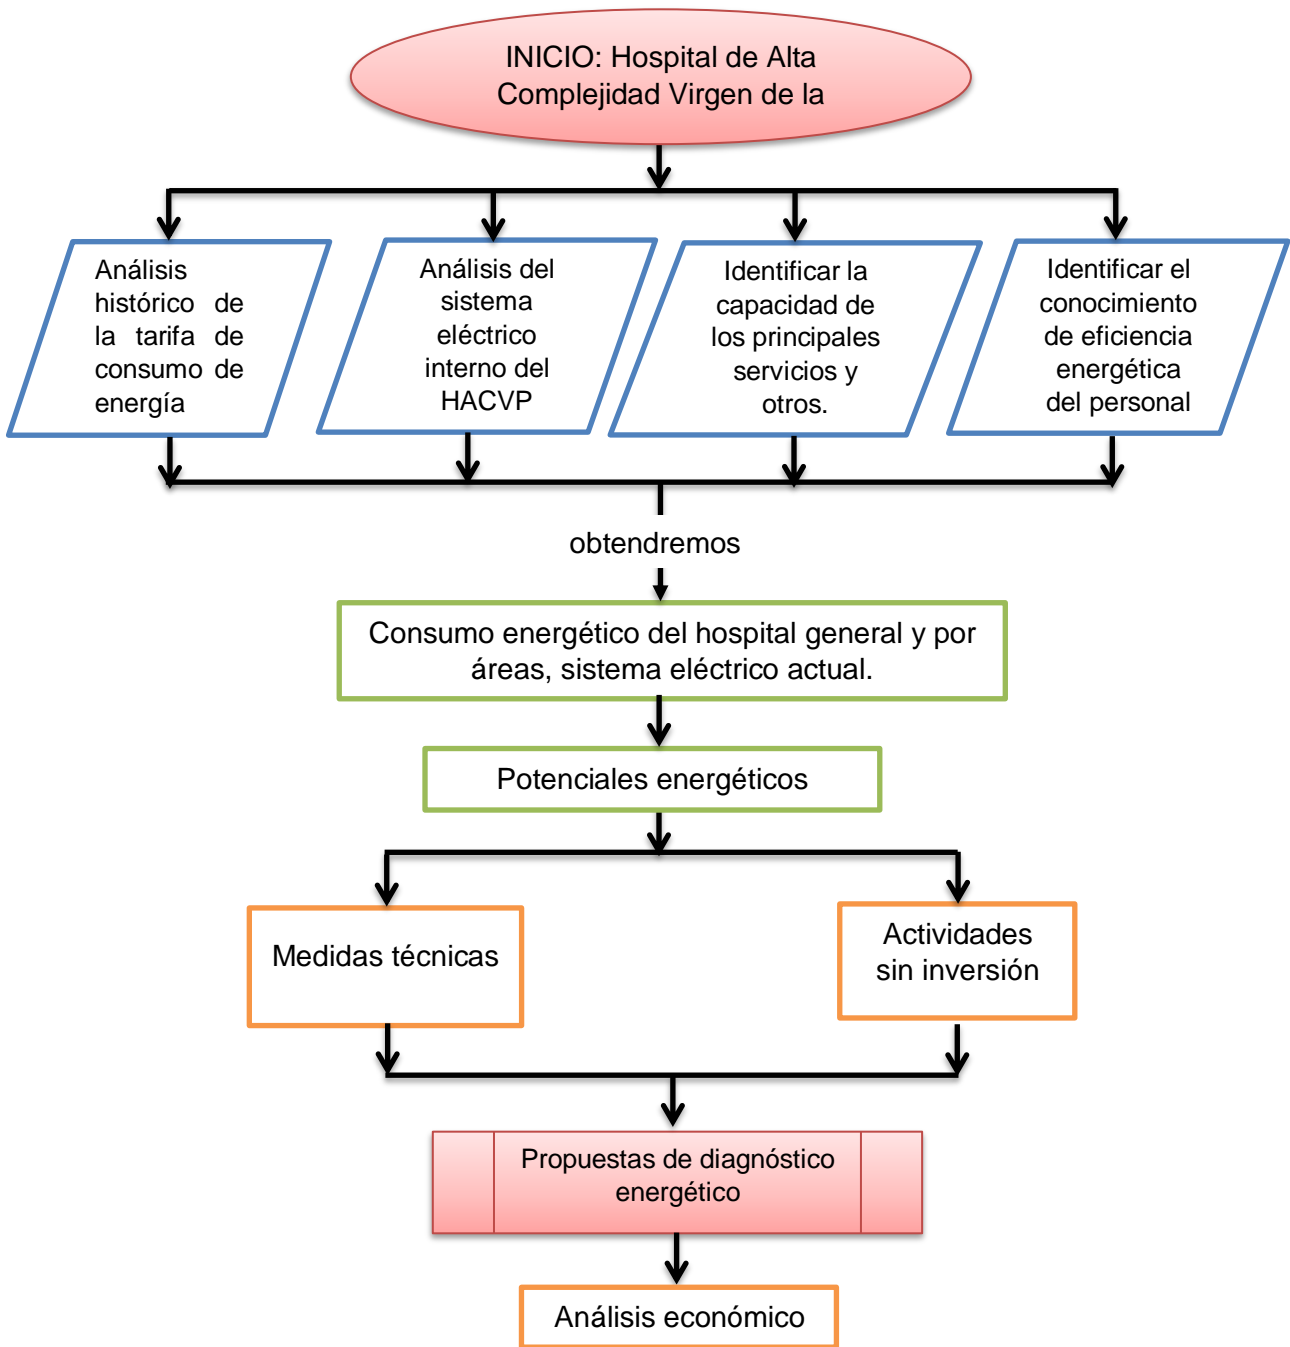 INICIO: Hospital de Alta
Complejidad Virgen de la
Análisis
histórico de
la tarifa de
consumo de
energía
Análisis del
sistema
eléctrico
interno del
HACVP
Identificar la
capacidad de
los principales
servicios y
otros.
Identificar el
conocimiento
de eficiencia
energética
del personal
obtendremos
Consumo energético del hospital general y por
áreas, sistema eléctrico actual.
Potenciales energéticos
Medidas técnicas
Actividades
sin inversión
Propuestas de diagnóstico
energético
Análisis económico